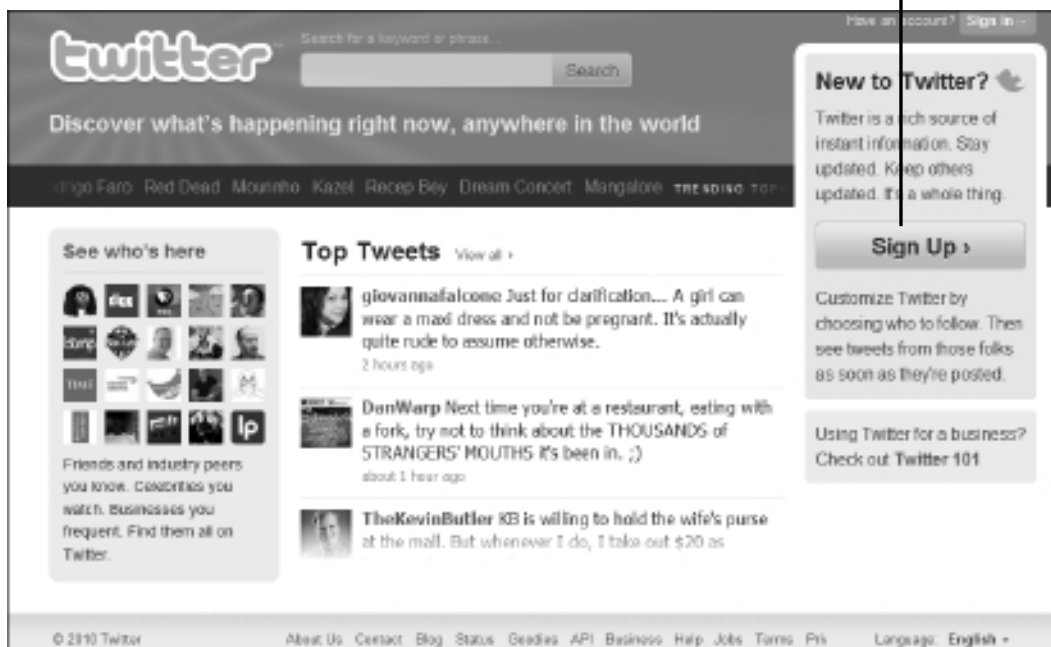 Have an account? Sign in
twitter
Search for a keyword or phrase...
Search
Discover what's happening right now, anywhere in the world
drigo Faro Red Dead Mourinho Kazel Recep Bey Dream Concert Mangalore TRENDING TOP
New to Twitter?
Twitter is a rich source of
instant information. Stay
updated. Keep others
updated. It's a whole thing.
Sign Up ›
Customize Twitter by
choosing who to follow. Then
see tweets from those folks
as soon as they're posted.
Using Twitter for a business?
Check out Twitter 101
See who's here
digg
TIME
lp
Friends and industry peers
you know. Celebrities you
watch. Businesses you
frequent. Find them all on
Twitter.
Top Tweets View all ›
giovannafalcone Just for clarification... A girl can
wear a maxi dress and not be pregnant. It's actually
quite rude to assume otherwise.
2 hours ago
DanWarp Next time you're at a restaurant, eating with
a fork, try not to think about the THOUSANDS of
STRANGERS' MOUTHS it's been in. ;)
about 1 hour ago
TheKevinButler KB is willing to hold the wife's purse
at the mall. But whenever I do, I take out $20 as
© 2010 Twitter
About Us Contact Blog Status Goodies API Business Help Jobs Terms Pri
Language: English